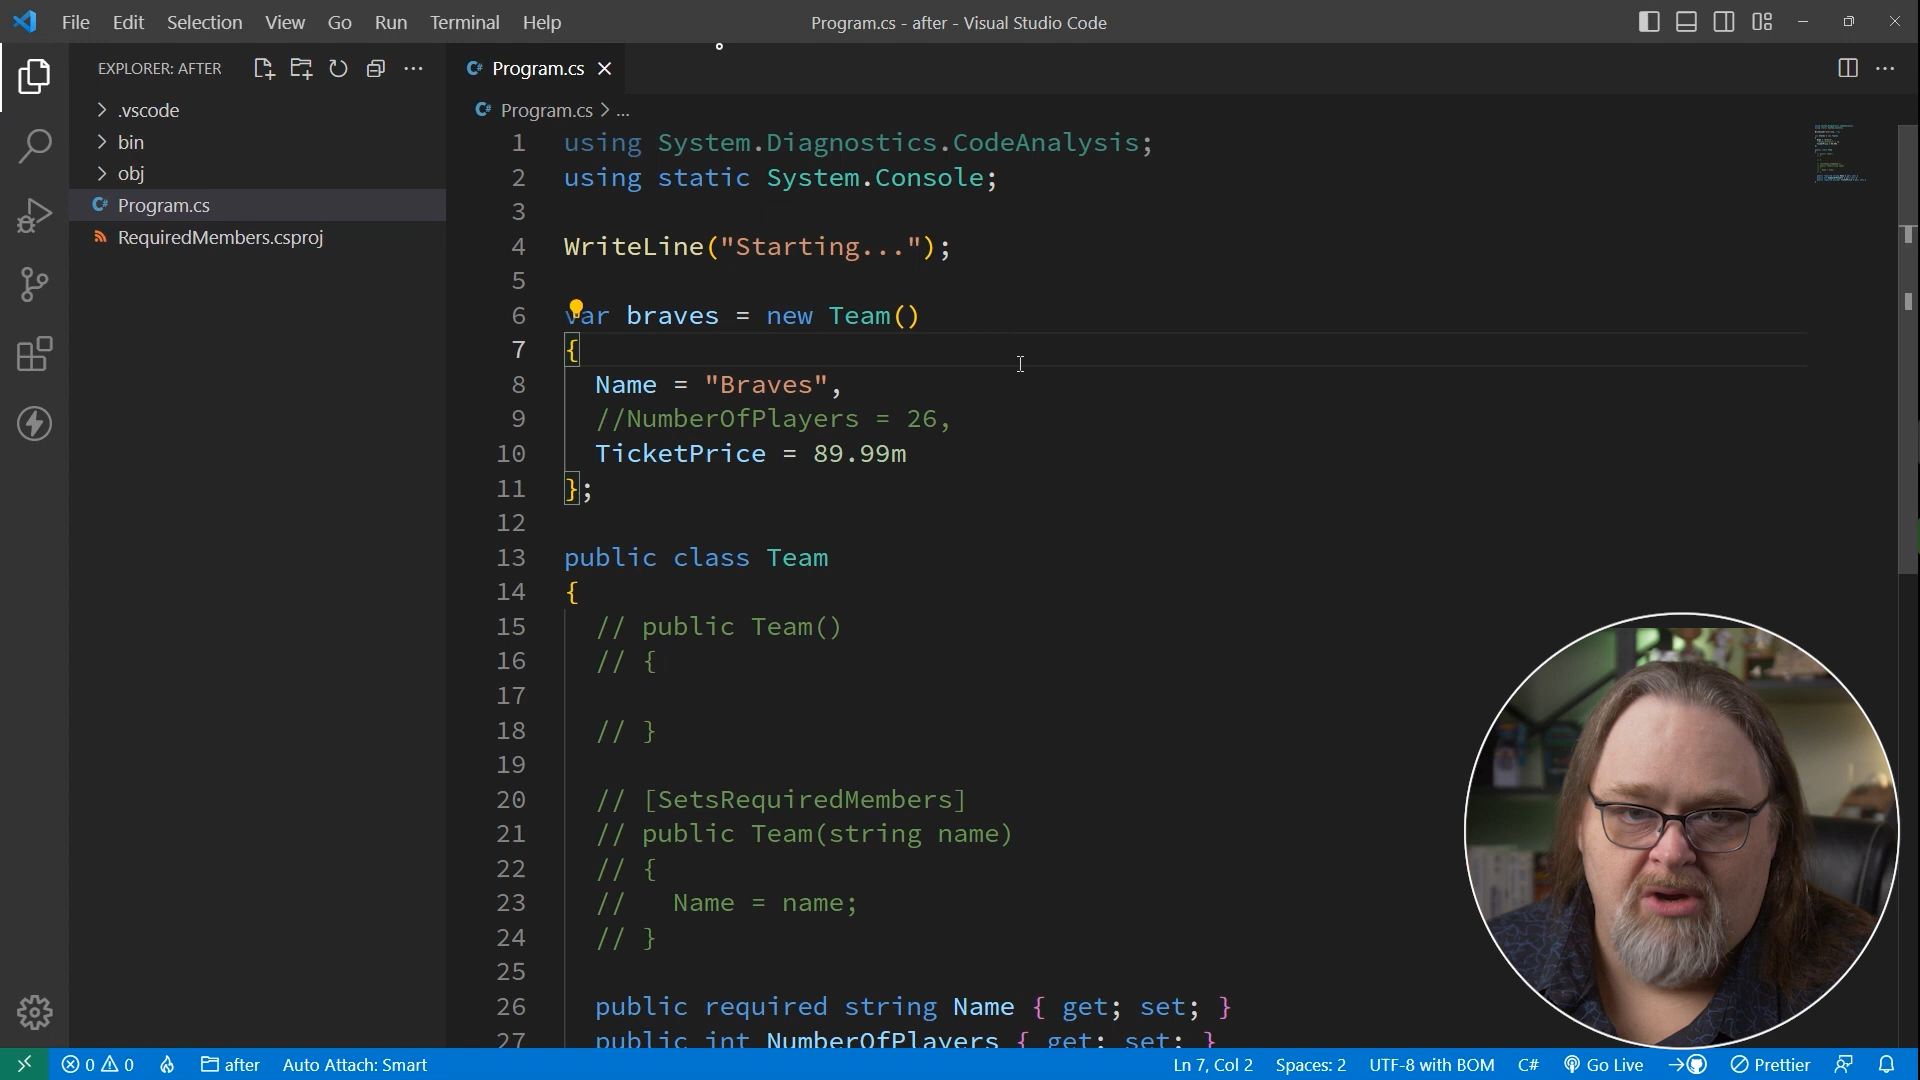 File Edit Selection View Go Run Terminal Help
Program.cs - after - Visual Studio Code
EXPLORER: AFTER
.vscode
bin
obj
C# Program.cs
RequiredMembers.csproj
C# Program.cs
C# Program.cs > ...
1 using System.Diagnostics.CodeAnalysis;
2 using static System.Console;
3
4 WriteLine("Starting...");
5
6 var braves = new Team()
7 {
8 Name = "Braves",
9 //NumberOfPlayers = 26,
10 TicketPrice = 89.99m
11 };
12
13 public class Team
14 {
15 // public Team()
16 // {
17
18 // }
19
20 // [SetsRequiredMembers]
21 // public Team(string name)
22 // {
23 //   Name = name;
24 // }
25
26 public required string Name { get; set; }
27 public int NumberOfPlayers { get; set; }
0 0 after Auto Attach: Smart Ln 7, Col 2 Spaces: 2 UTF-8 with BOM C# Go Live Prettier